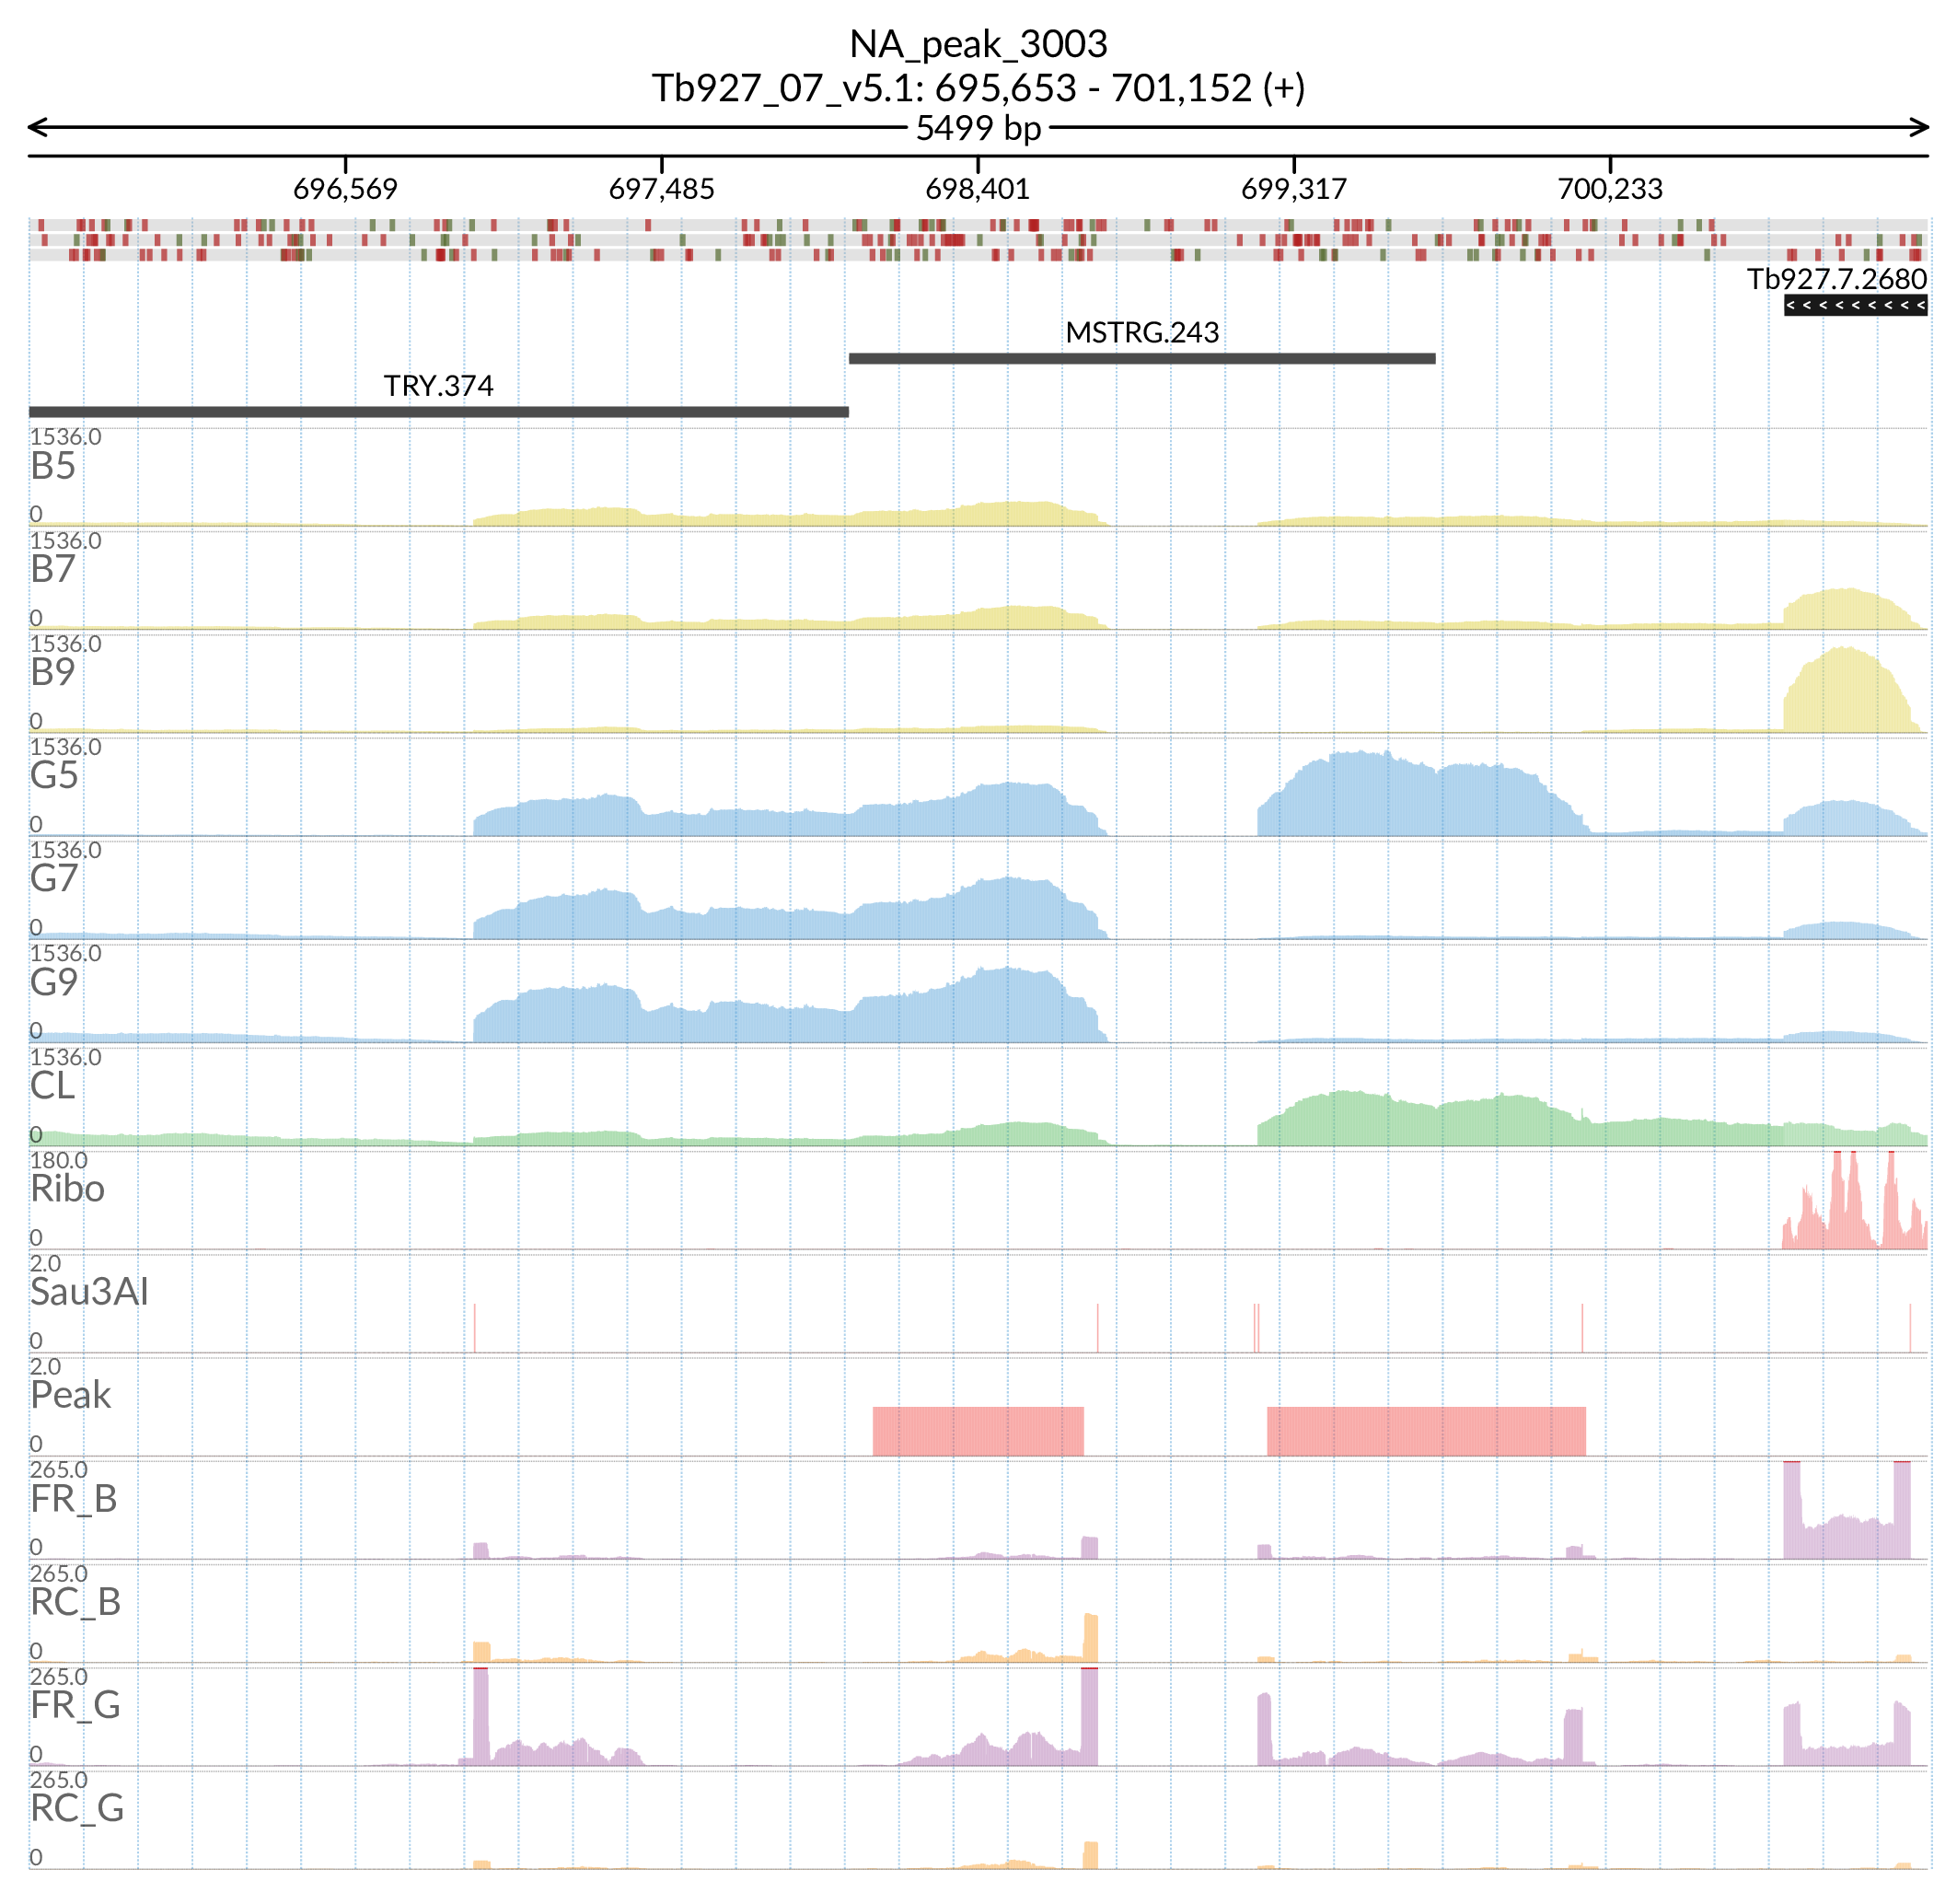 NA_peak_3003
Tb927_07_v5.1: 695,653 - 701,152 (+)
5499 bp
696,569 697,485 698,401 699,317 700,233
Tb927.7.2680
< < < < < < < < <
MSTRG.243
TRY.374
1536.0
B5
0
1536.0
B7
0
1536.0
B9
0
1536.0
G5
0
1536.0
G7
0
1536.0
G9
0
1536.0
CL
0
180.0
Ribo
0
2.0
Sau3AI
0
2.0
Peak
0
265.0
FR_B
0
265.0
RC_B
0
265.0
FR_G
0
265.0
RC_G
0